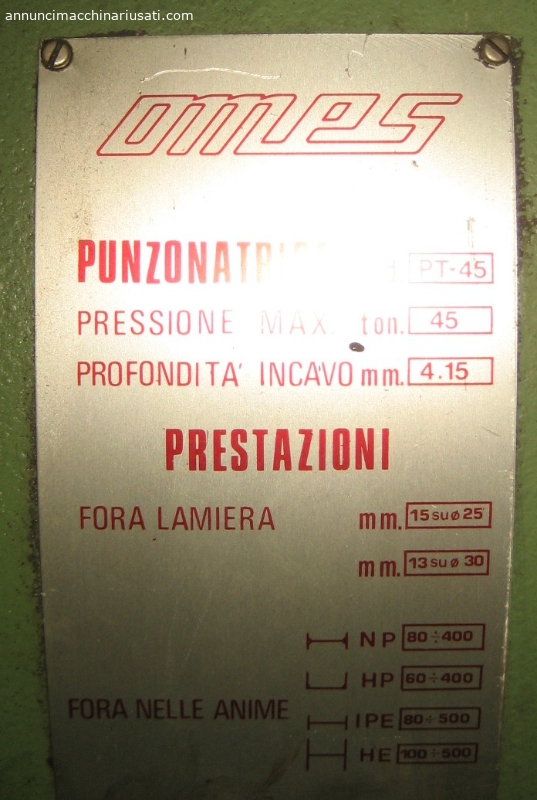 annuncimacchinariusati.com
omes
PT-45
PRESSIONE MAX. ton. 45
PROFONDITA' INCAVO mm. 4.15
PRESTAZIONI
FORA LAMIERA mm. 15 su ø 25
mm. 13 su ø 30
NP 80÷400
HP 60÷400
FORA NELLE ANIME
IPE 80÷500
HE 100÷500